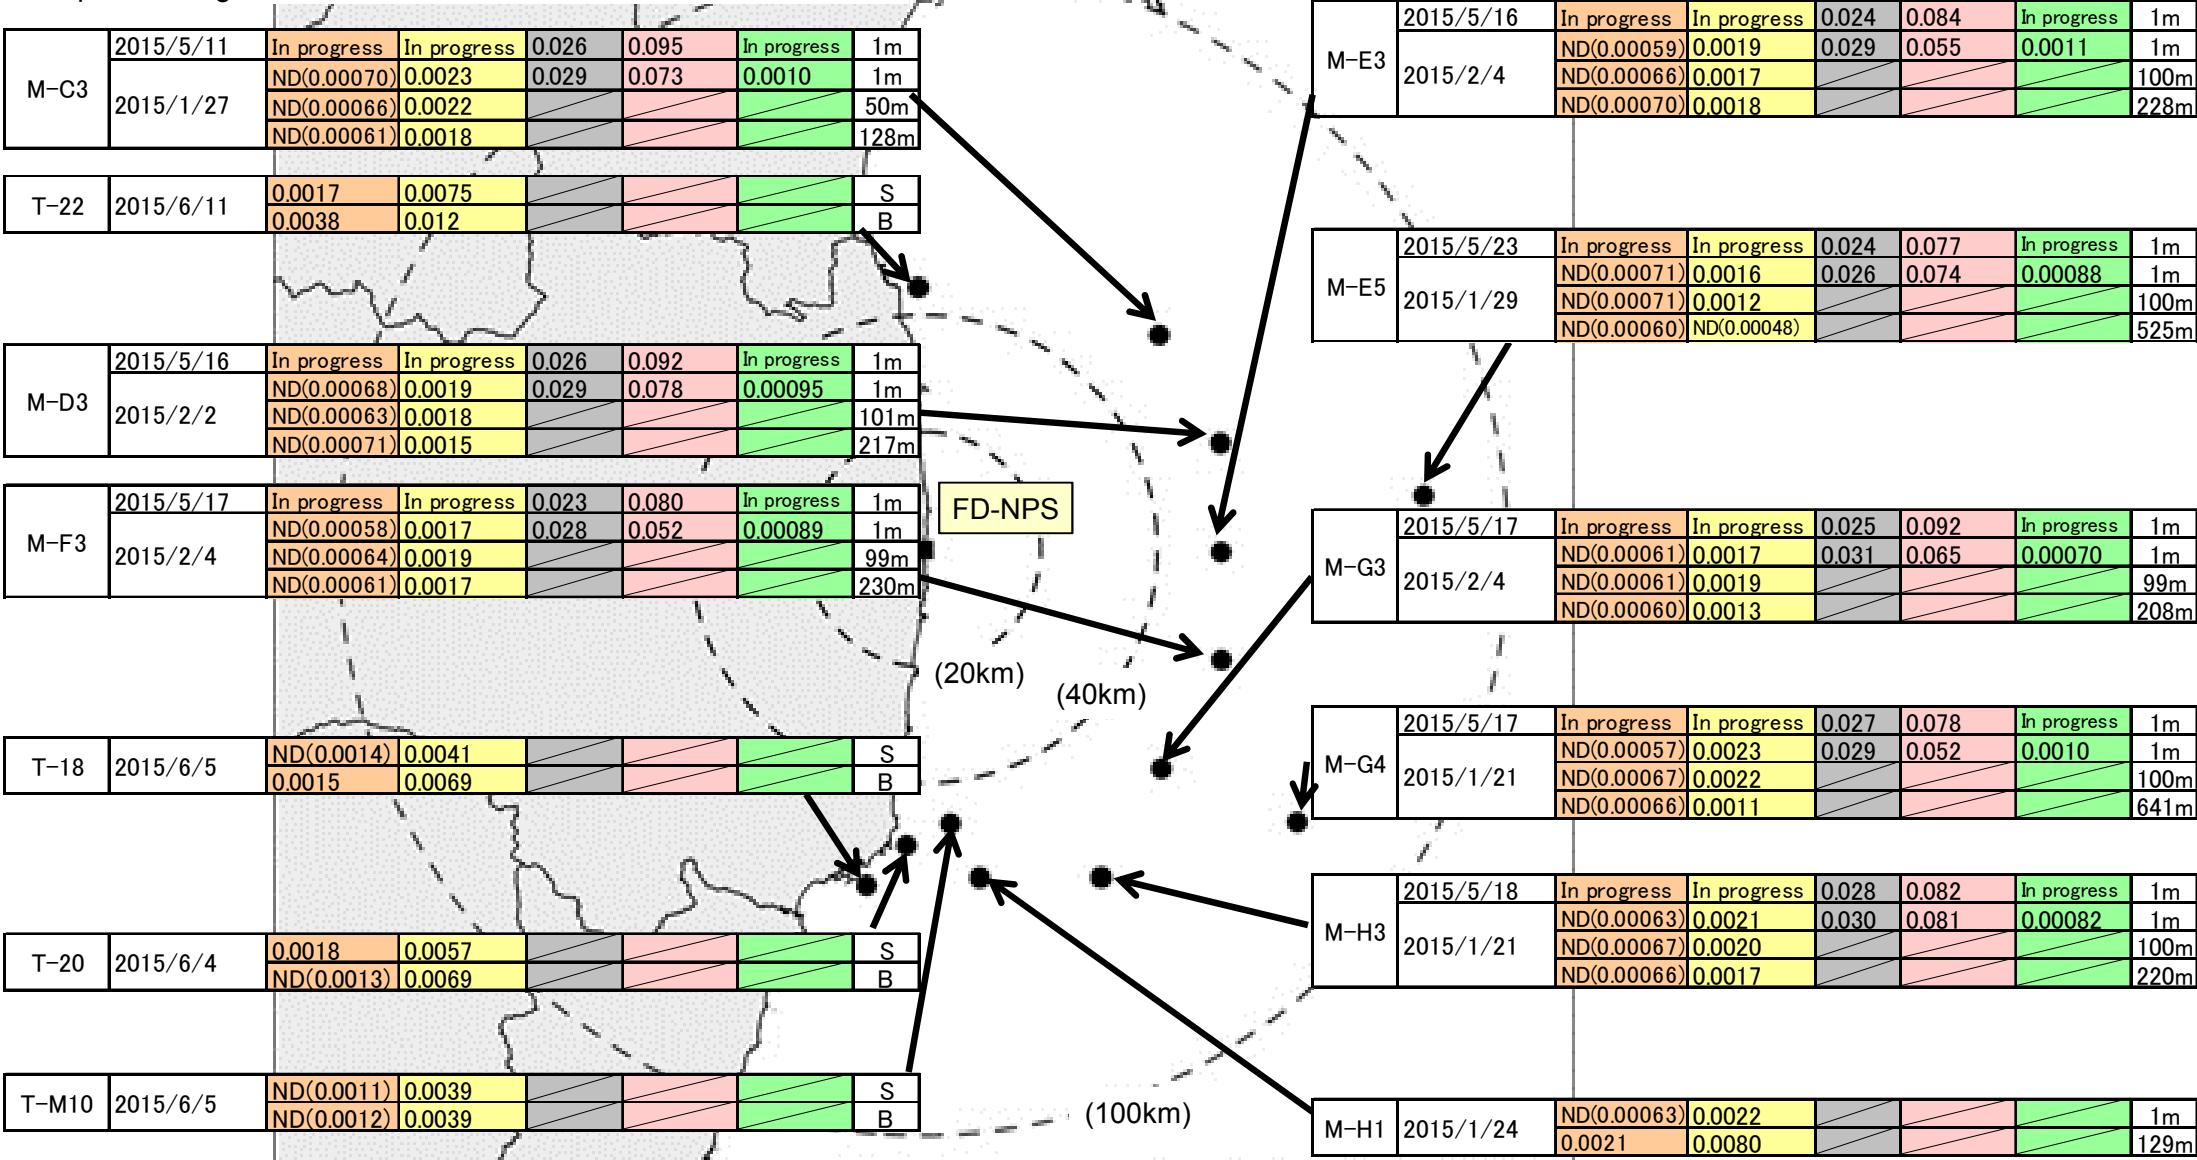 M-C3 2015/5/11 In progress In progress 0.026 0.095 In progress 1m
2015/1/27 ND(0.00070) 0.0023 0.029 0.073 0.0010 1m
ND(0.00066) 0.0022 50m
ND(0.00061) 0.0018 128m
T-22 2015/6/11 0.0017 0.0075 S
0.0038 0.012 B
M-D3 2015/5/16 In progress In progress 0.026 0.092 In progress 1m
2015/2/2 ND(0.00068) 0.0019 0.029 0.078 0.00095 1m
ND(0.00063) 0.0018 101m
ND(0.00071) 0.0015 217m
M-F3 2015/5/17 In progress In progress 0.023 0.080 In progress 1m
2015/2/4 ND(0.00058) 0.0017 0.028 0.052 0.00089 1m
ND(0.00064) 0.0019 99m
ND(0.00061) 0.0017 230m
T-18 2015/6/5 ND(0.0014) 0.0041 S
0.0015 0.0069 B
T-20 2015/6/4 0.0018 0.0057 S
ND(0.0013) 0.0069 B
T-M10 2015/6/5 ND(0.0011) 0.0039 S
ND(0.0012) 0.0039 B
FD-NPS
(20km)
(40km)
(100km)
M-E3 2015/5/16 In progress In progress 0.024 0.084 In progress 1m
2015/2/4 ND(0.00059) 0.0019 0.029 0.055 0.0011 1m
ND(0.00066) 0.0017 100m
ND(0.00070) 0.0018 228m
M-E5 2015/5/23 In progress In progress 0.024 0.077 In progress 1m
2015/1/29 ND(0.00071) 0.0016 0.026 0.074 0.00088 1m
ND(0.00071) 0.0012 100m
ND(0.00060) ND(0.00048) 525m
M-G3 2015/5/17 In progress In progress 0.025 0.092 In progress 1m
2015/2/4 ND(0.00061) 0.0017 0.031 0.065 0.00070 1m
ND(0.00061) 0.0019 99m
ND(0.00060) 0.0013 208m
M-G4 2015/5/17 In progress In progress 0.027 0.078 In progress 1m
2015/1/21 ND(0.00057) 0.0023 0.029 0.052 0.0010 1m
ND(0.00067) 0.0022 100m
ND(0.00066) 0.0011 641m
M-H3 2015/5/18 In progress In progress 0.028 0.082 In progress 1m
2015/1/21 ND(0.00063) 0.0021 0.030 0.081 0.00082 1m
ND(0.00067) 0.0020 100m
ND(0.00066) 0.0017 220m
M-H1 2015/1/24 ND(0.00063) 0.0022 1m
0.0021 0.0080 129m